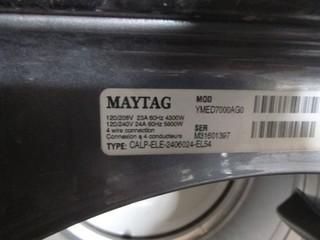 MAYTAG
MOD
YMED7000AG0
120/208V 23A 60Hz 4300W
120/240V 24A 60Hz 5600W
4 wire connection
Connexion à 4 conducteurs
SER
M31601397
TYPE: CALP-ELE-2406024-EL54